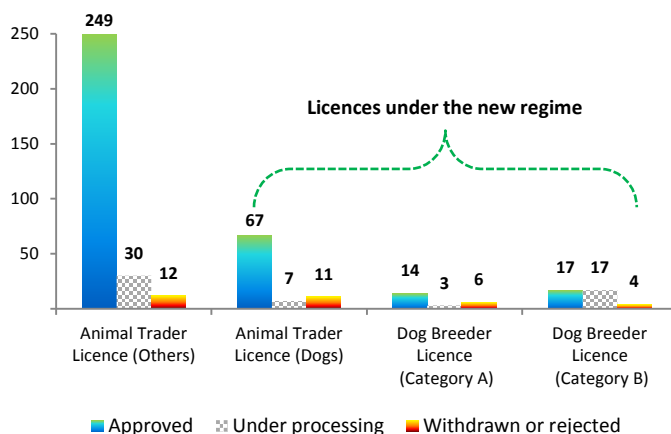 249
250
200
150
100
50
Licences under the new regime
30
12
67
7
11
14
3
6
17
17
4
Animal Trader
Licence (Others)
Animal Trader
Licence (Dogs)
Dog Breeder
Licence
(Category A)
Dog Breeder
Licence
(Category B)
Approved
Under processing
Withdrawn or rejected